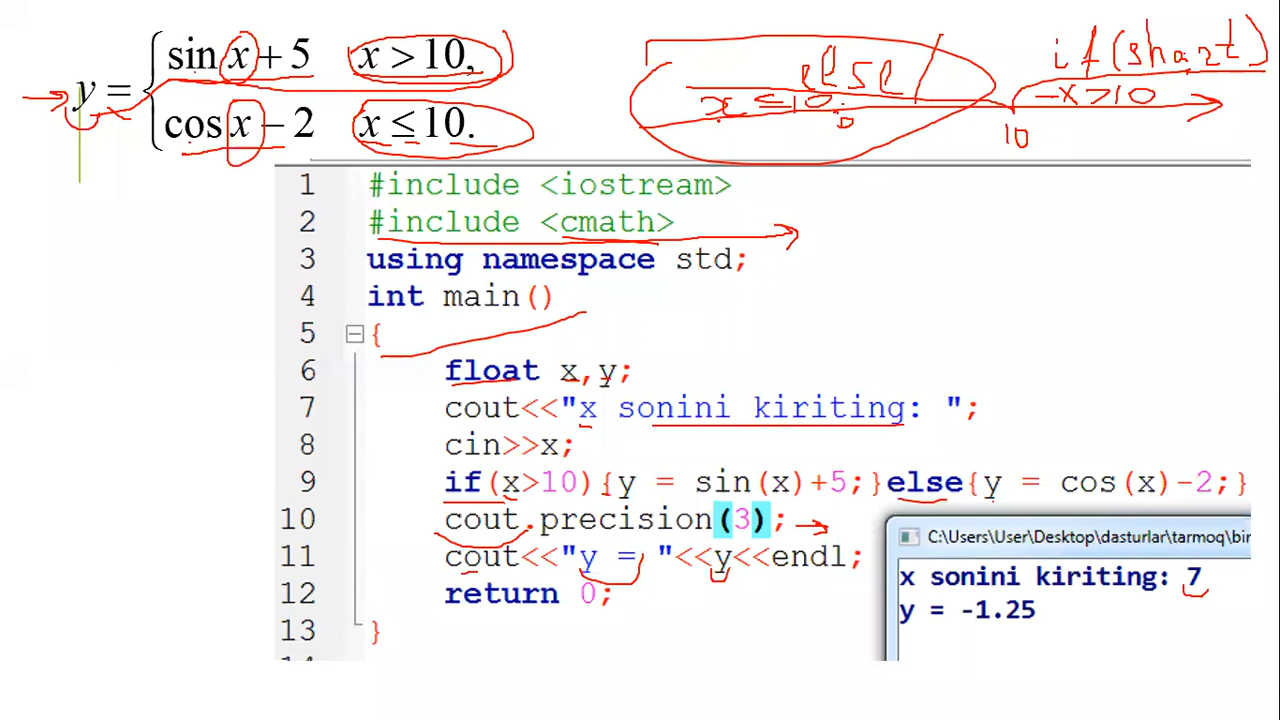 y = { sin x + 5   x > 10,
cos x − 2   x ≤ 10.
else
x ≤ 10
0
if(shart)
x>10
10
1 #include <iostream>
2 #include <cmath>
3 using namespace std;
4 int main()
5 {
6 float x,y;
7 cout<<"x sonini kiriting: ";
8 cin>>x;
9 if(x>10){y = sin(x)+5;}else{y = cos(x)-2;}
10 cout.precision(3);
11 cout<<"y = "<<y<<endl;
12 return 0;
13 }
C:\Users\User\Desktop\dasturlar\tarmoq\bir
x sonini kiriting: 7
y = -1.25